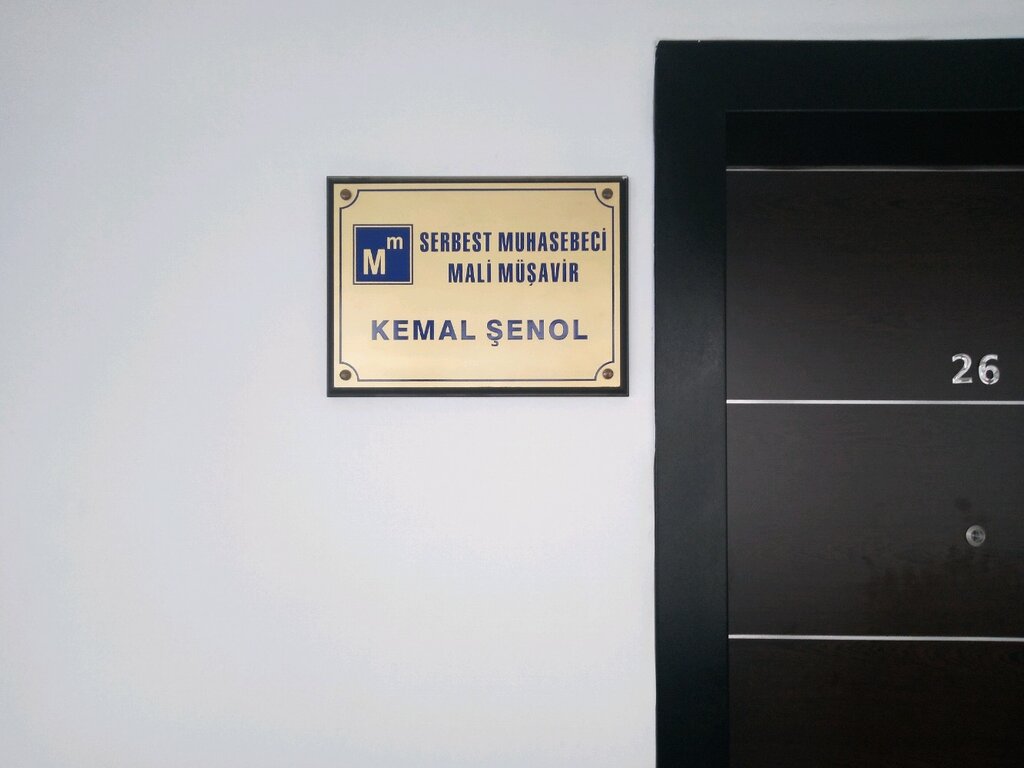 Mm
SERBEST MUHASEBECİ
MALİ MÜŞAVİR
KEMAL ŞENOL
26